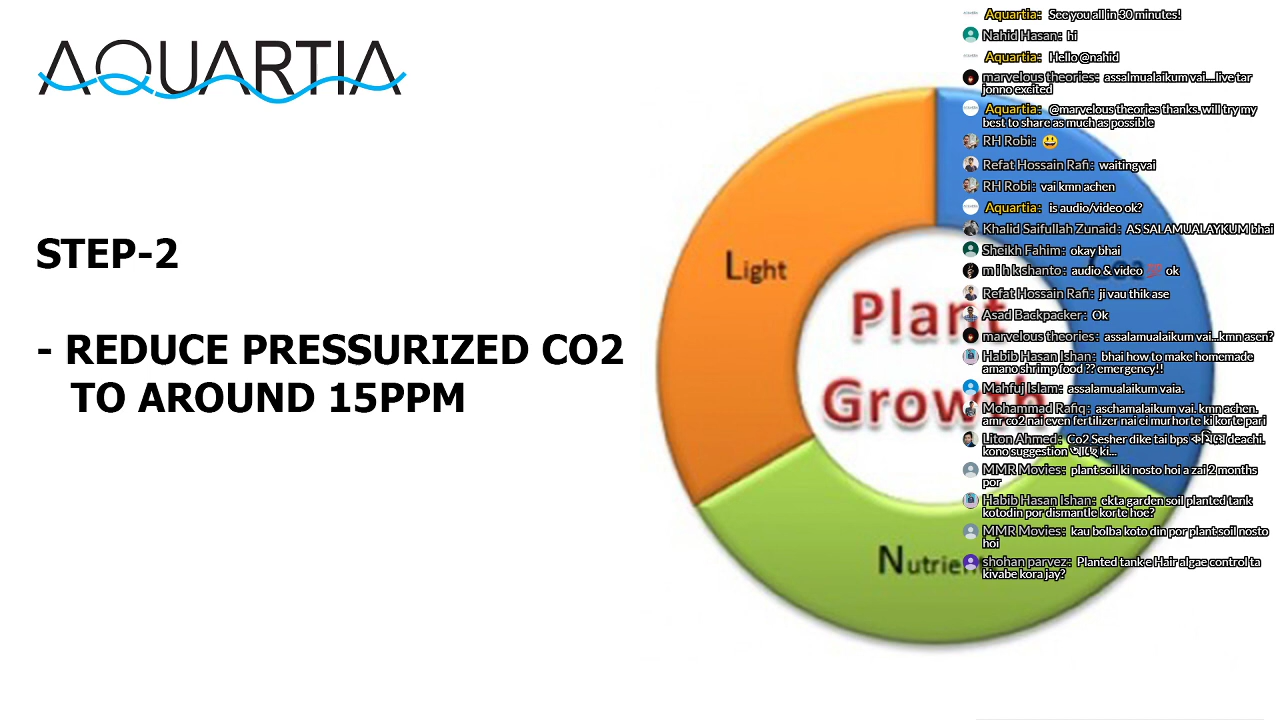 AQUARTIA
STEP-2
- REDUCE PRESSURIZED CO2
TO AROUND 15PPM
Light
Plant
Growth
Aquartia: See you all in 30 minutes!
Nahid Hasan: hi
Aquartia: Hello @nahid
marvelous theories: assalmualaikum vai....live tar
jonno excited
Aquartia: @marvelous theories thanks. will try my
best to share as much as possible
RH Robi: 😃
Refat Hossain Rafi: waiting vai
RH Robi: vai kmn achen
Aquartia: is audio/video ok?
Khalid Saifullah Zunaid: AS SALAMUALAYKUM bhai
Sheikh Fahim: okay bhai
m i h k shanto: audio & video 💯 ok
Refat Hossain Rafi: ji vau thik ase
Asad Backpacker: Ok
marvelous theories: assalamualaikum vai...kmn asen?
Habib Hasan Ishan: bhai how to make homemade
amano shrimp food ?? emergency!!
Mahfuj Islam: assalamualaikum vaia.
Mohammad Rafiq: aschamalaikum vai. kmn achen.
amr co2 nai even fertilizer nai ei murhorte ki korte pari
Liton Ahmed: Co2 Sesher dike tai bps কমিয়ে deachi.
kono suggestion আছে ki...
MMR Movies: plant soil ki nosto hoi a zai 2 months
por
Habib Hasan Ishan: ekta garden soil planted tank
kotodin por dismantle korte hoe?
MMR Movies: kau bolba koto din por plant soil nosto
hoi
shohan parvez: Planted tank e Hair algae control ta
kivabe kora jay?